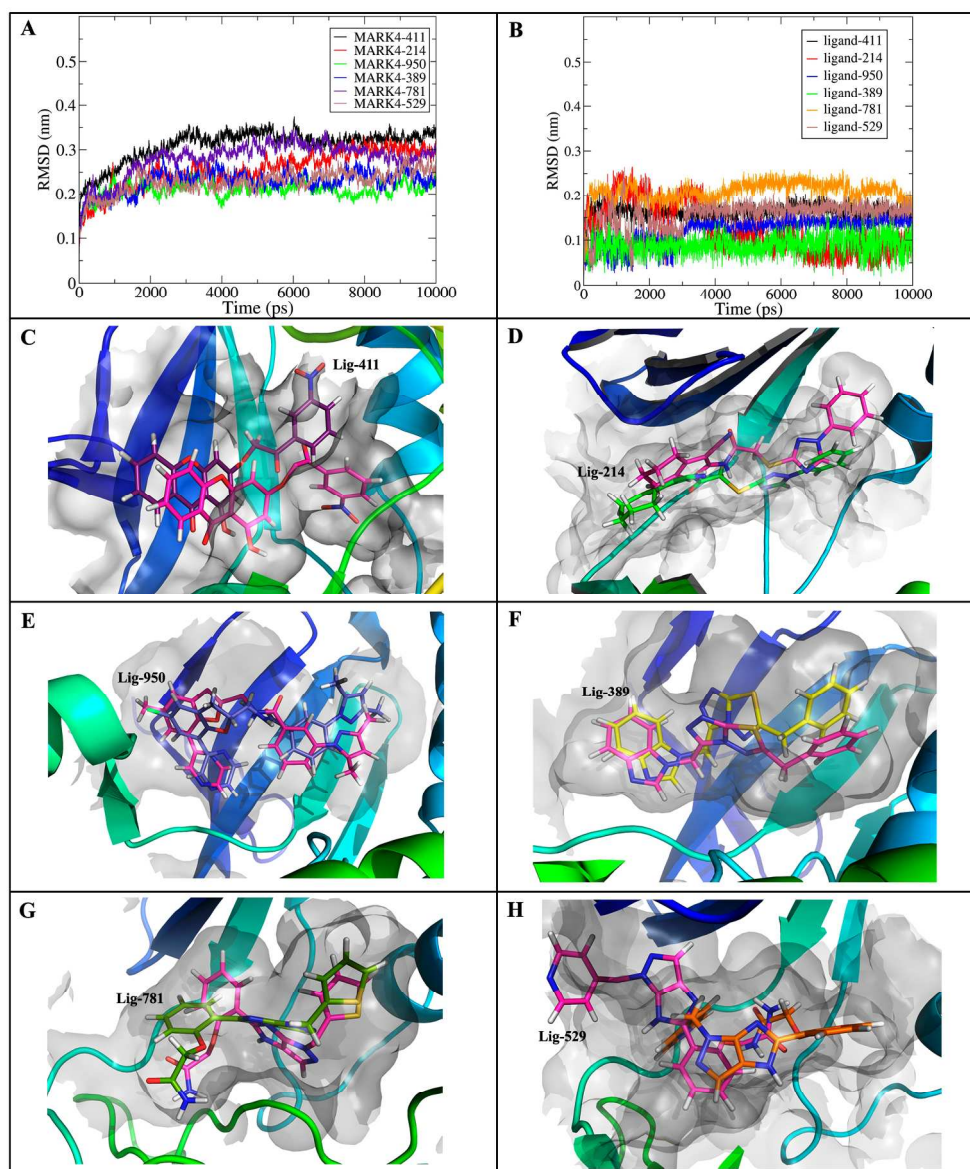 A
0.5
0.4
0.3
0.2
0.1
0
RMSD (nm)
MARK4-411
MARK4-214
MARK4-950
MARK4-389
MARK4-781
MARK4-529
0 2000 4000 6000 8000 10000
Time (ps)
B
0.5
0.4
0.3
0.2
0.1
0
RMSD (nm)
ligand-411
ligand-214
ligand-950
ligand-389
ligand-781
ligand-529
0 2000 4000 6000 8000 10000
Time (ps)
C
Lig-411
D
Lig-214
E
Lig-950
F
Lig-389
G
Lig-781
H
Lig-529